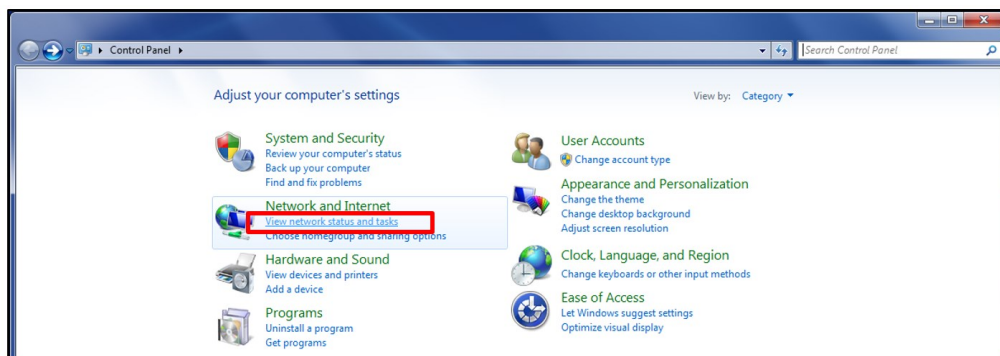 Control Panel
Search Control Panel
Adjust your computer's settings
View by: Category
System and Security
Review your computer's status
Back up your computer
Find and fix problems
Network and Internet
View network status and tasks
Choose homegroup and sharing options
Hardware and Sound
View devices and printers
Add a device
Programs
Uninstall a program
Get programs
User Accounts
Change account type
Appearance and Personalization
Change the theme
Change desktop background
Adjust screen resolution
Clock, Language, and Region
Change keyboards or other input methods
Ease of Access
Let Windows suggest settings
Optimize visual display